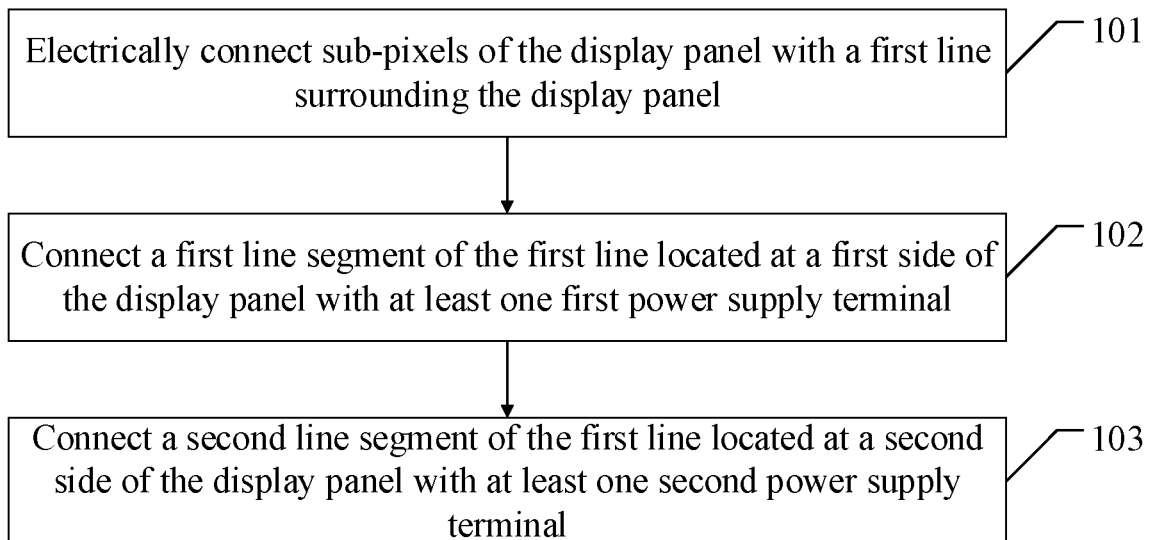 101
Electrically connect sub-pixels of the display panel with a first line
surrounding the display panel
102
Connect a first line segment of the first line located at a first side of
the display panel with at least one first power supply terminal
103
Connect a second line segment of the first line located at a second
side of the display panel with at least one second power supply
terminal